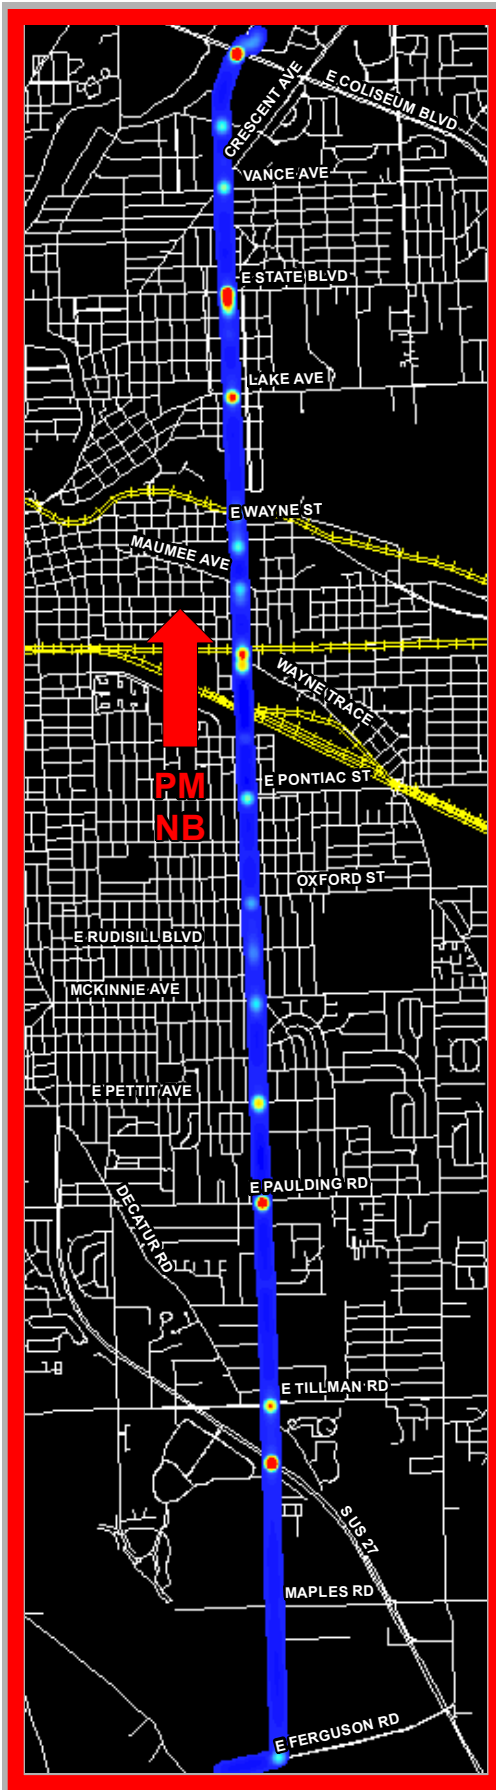 E COLISEUM BLVD
CRESCENT AVE
VANCE AVE
E STATE BLVD
LAKE AVE
E WAYNE ST
MAUMEE AVE
WAYNE TRACE
E PONTIAC ST
PM
NB
OXFORD ST
E RUDISILL BLVD
MCKINNIE AVE
E PETTIT AVE
E PAULDING RD
DECATUR RD
E TILLMAN RD
S US 27
MAPLES RD
E FERGUSON RD